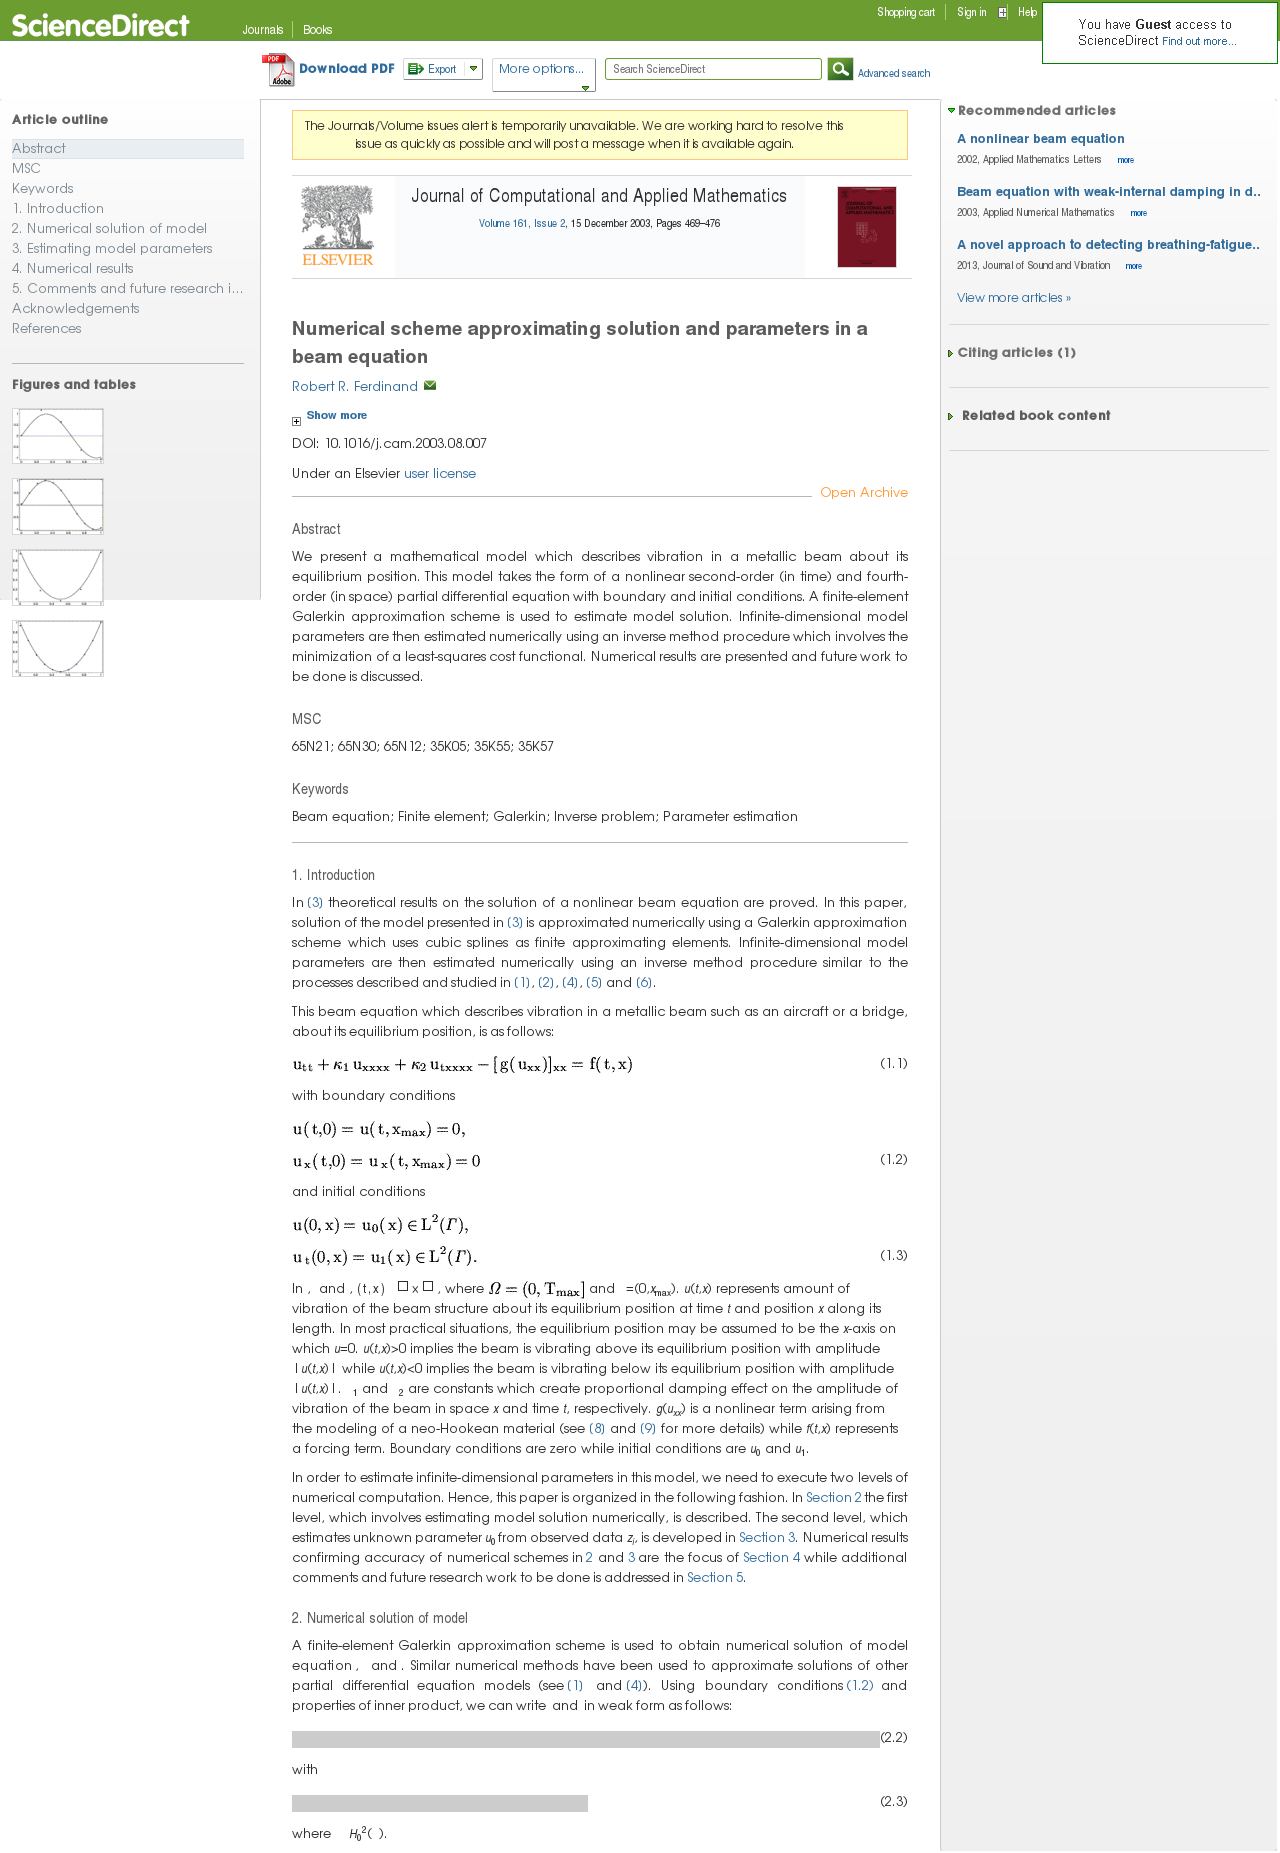 ScienceDirect
Journals
Books
Shopping cart
Sign in
Help
You have Guest access to
ScienceDirect Find out more...
Download PDF
Export
More options...
Search ScienceDirect
Advanced search
Article outline
Abstract
MSC
Keywords
1. Introduction
2. Numerical solution of model
3. Estimating model parameters
4. Numerical results
5. Comments and future research i...
Acknowledgements
References
Figures and tables
The Journals/Volume issues alert is temporarily unavailable. We are working hard to resolve this
issue as quickly as possible and will post a message when it is available again.
ELSEVIER
Journal of Computational and Applied Mathematics
Volume 161, Issue 2, 15 December 2003, Pages 469–476
Numerical scheme approximating solution and parameters in a
beam equation
Robert R. Ferdinand
Show more
DOI: 10.1016/j.cam.2003.08.007
Under an Elsevier user license
Open Archive
Abstract
We present a mathematical model which describes vibration in a metallic beam about its
equilibrium position. This model takes the form of a nonlinear second-order (in time) and fourth-
order (in space) partial differential equation with boundary and initial conditions. A finite-element
Galerkin approximation scheme is used to estimate model solution. Infinite-dimensional model
parameters are then estimated numerically using an inverse method procedure which involves the
minimization of a least-squares cost functional. Numerical results are presented and future work to
be done is discussed.
MSC
65N21; 65N30; 65N12; 35K05; 35K55; 35K57
Keywords
Beam equation; Finite element; Galerkin; Inverse problem; Parameter estimation
1. Introduction
In [3] theoretical results on the solution of a nonlinear beam equation are proved. In this paper,
solution of the model presented in [3] is approximated numerically using a Galerkin approximation
scheme which uses cubic splines as finite approximating elements. Infinite-dimensional model
parameters are then estimated numerically using an inverse method procedure similar to the
processes described and studied in [1], [2], [4], [5] and [6].
This beam equation which describes vibration in a metallic beam such as an aircraft or a bridge,
about its equilibrium position, is as follows:
u_tt + κ_1 u_xxxx + κ_2 u_txxxx − [g(u_xx)]_xx = f(t,x) (1.1)
with boundary conditions
u(t,0) = u(t,x_max) = 0,
u_x(t,0) = u_x(t,x_max) = 0 (1.2)
and initial conditions
u(0,x) = u_0(x) ∈ L²(Γ),
u_t(0,x) = u_1(x) ∈ L²(Γ). (1.3)
In , and , (t,x) □ x □ , where Ω = (0,T_max] and =(0,x_max). u(t,x) represents amount of
vibration of the beam structure about its equilibrium position at time t and position x along its
length. In most practical situations, the equilibrium position may be assumed to be the x-axis on
which u=0. u(t,x)>0 implies the beam is vibrating above its equilibrium position with amplitude
|u(t,x)| while u(t,x)<0 implies the beam is vibrating below its equilibrium position with amplitude
|u(t,x)|. 1 and 2 are constants which create proportional damping effect on the amplitude of
vibration of the beam in space x and time t, respectively. g(u_xx) is a nonlinear term arising from
the modeling of a neo-Hookean material (see [8] and [9] for more details) while f(t,x) represents
a forcing term. Boundary conditions are zero while initial conditions are u_0 and u_1.
In order to estimate infinite-dimensional parameters in this model, we need to execute two levels of
numerical computation. Hence, this paper is organized in the following fashion. In Section 2 the first
level, which involves estimating model solution numerically, is described. The second level, which
estimates unknown parameter u_0 from observed data z_i, is developed in Section 3. Numerical results
confirming accuracy of numerical schemes in 2 and 3 are the focus of Section 4 while additional
comments and future research work to be done is addressed in Section 5.
2. Numerical solution of model
A finite-element Galerkin approximation scheme is used to obtain numerical solution of model
equation , and . Similar numerical methods have been used to approximate solutions of other
partial differential equation models (see [1] and [4]). Using boundary conditions (1.2) and
properties of inner product, we can write and in weak form as follows:
(2.2)
with
(2.3)
where H_0²( ).
Recommended articles
A nonlinear beam equation
2002, Applied Mathematics Letters more
Beam equation with weak-internal damping in d..
2003, Applied Numerical Mathematics more
A novel approach to detecting breathing-fatigue..
2013, Journal of Sound and Vibration more
View more articles »
Citing articles (1)
Related book content